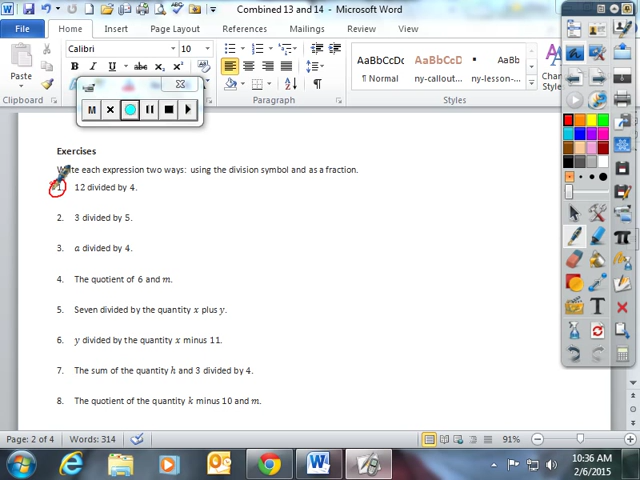 Combined 13 and 14 - Microsoft Word
File Home Insert Page Layout References Mailings Review View
Calibri 10
Paste
B I U abc X₂ X²
AaBbCcDc AaBbCcD AaBb
¶ Normal ny-callout... ny-lesson-...
Clipboard Paragraph Styles
M
Exercises
Write each expression two ways: using the division symbol and as a fraction.
1. 12 divided by 4.
2. 3 divided by 5.
3. a divided by 4.
4. The quotient of 6 and m.
5. Seven divided by the quantity x plus y.
6. y divided by the quantity x minus 11.
7. The sum of the quantity h and 3 divided by 4.
8. The quotient of the quantity k minus 10 and m.
Page: 2 of 4 Words: 314 91%
10:36 AM
2/6/2015